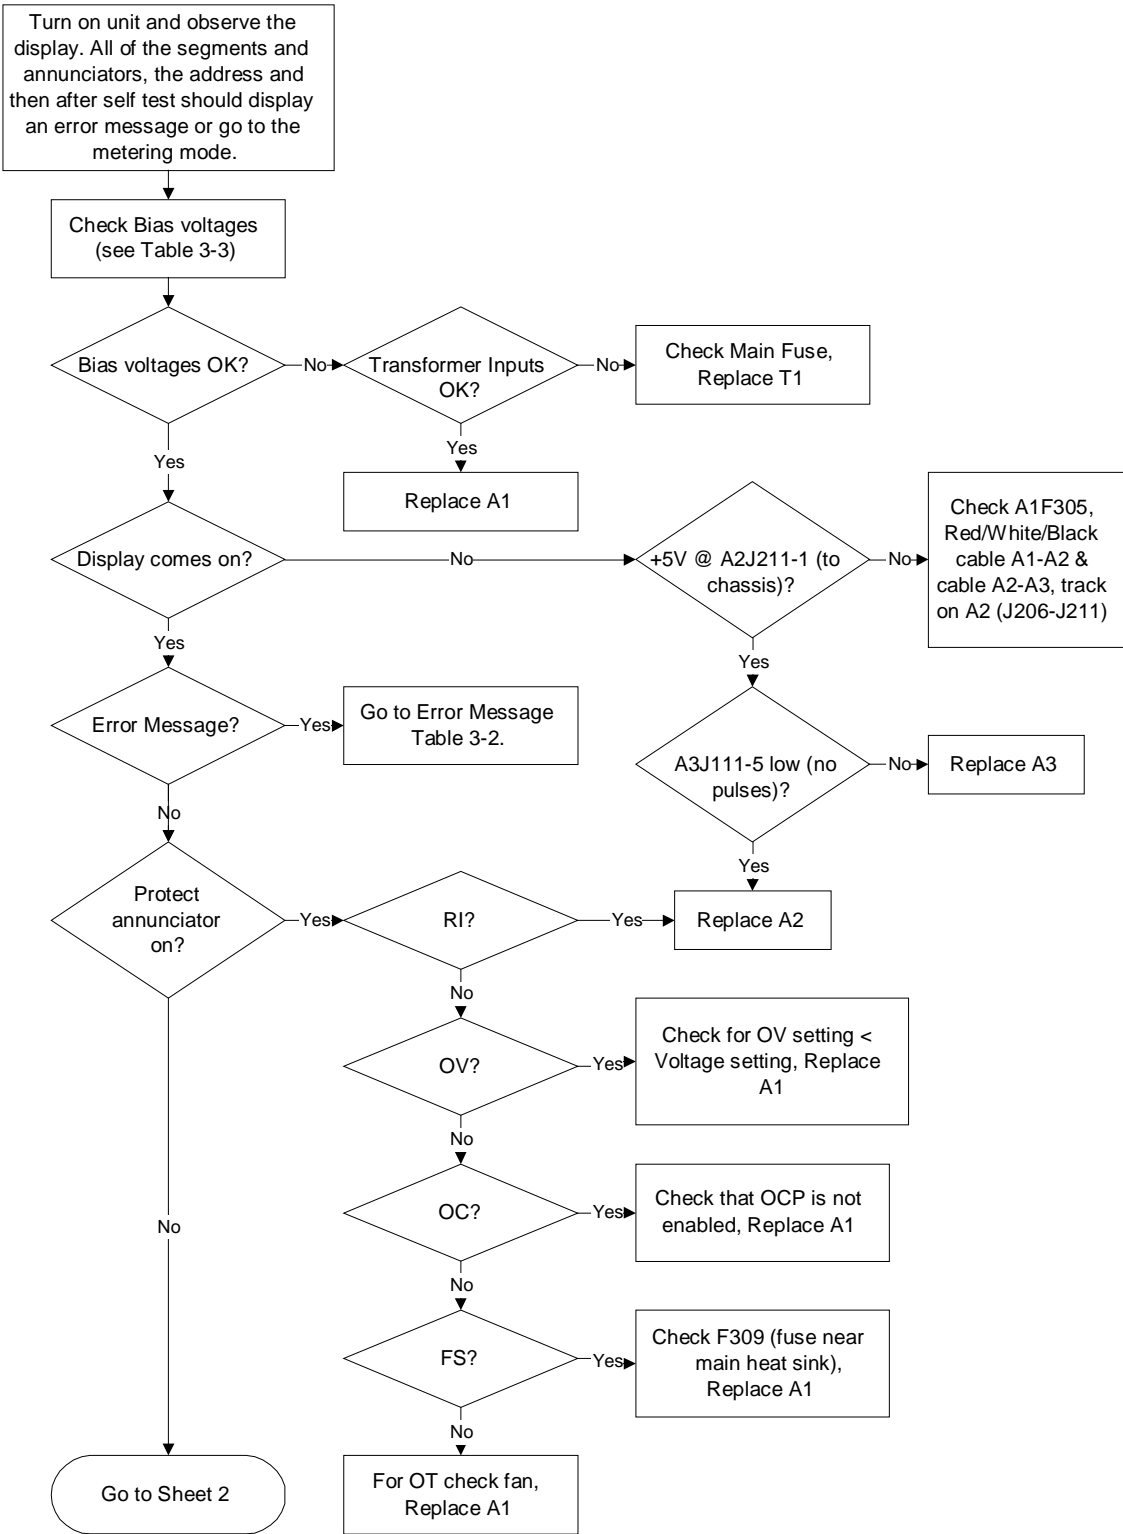 Turn on unit and observe the
display. All of the segments and
annunciators, the address and
then after self test should display
an error message or go to the
metering mode.
Check Bias voltages
(see Table 3-3)
Bias voltages OK?
No
Transformer Inputs
OK?
No
Check Main Fuse,
Replace T1
Yes
Yes
Replace A1
Display comes on?
No
+5V @ A2J211-1 (to
chassis)?
No
Check A1F305,
Red/White/Black
cable A1-A2 &
cable A2-A3, track
on A2 (J206-J211)
Yes
Yes
Error Message?
Yes
Go to Error Message
Table 3-2.
A3J111-5 low (no
pulses)?
No
Replace A3
No
Yes
Protect
annunciator
on?
Yes
RI?
Yes
Replace A2
No
OV?
Yes
Check for OV setting <
Voltage setting, Replace
A1
No
OC?
Yes
Check that OCP is not
enabled, Replace A1
No
No
FS?
Yes
Check F309 (fuse near
main heat sink),
Replace A1
No
Go to Sheet 2
For OT check fan,
Replace A1